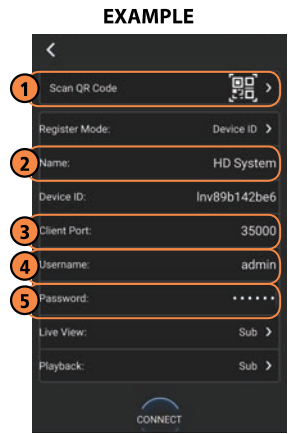 EXAMPLE
1 Scan QR Code
Register Mode: Device ID
2 Name: HD System
Device ID: lnv89b142be6
3 Client Port: 35000
4 Username: admin
5 Password: ••••••
Live View: Sub
Playback: Sub
CONNECT